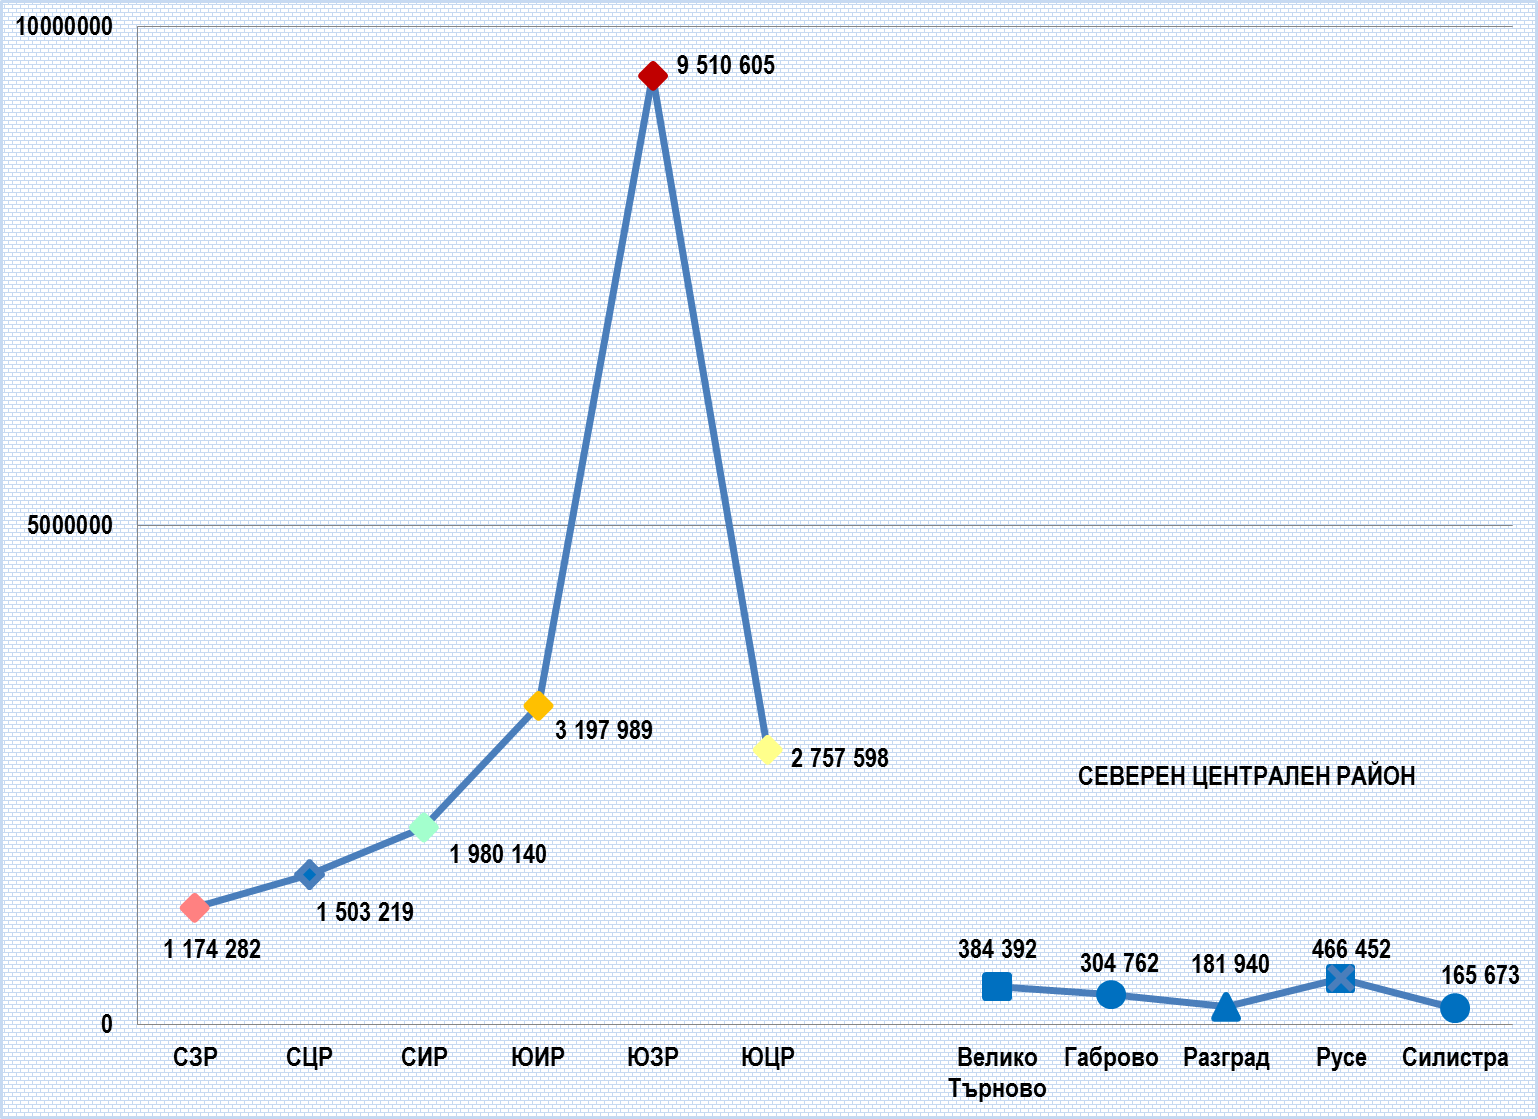 10000000
9 510 605
5000000
3 197 989
2 757 598
СЕВЕРЕН ЦЕНТРАЛЕН РАЙОН
1 980 140
1 503 219
1 174 282
384 392
304 762
181 940
466 452
165 673
0
СЗР
СЦР
СИР
ЮИР
ЮЗР
ЮЦР
Велико
Търново
Габрово
Разград
Русе
Силистра